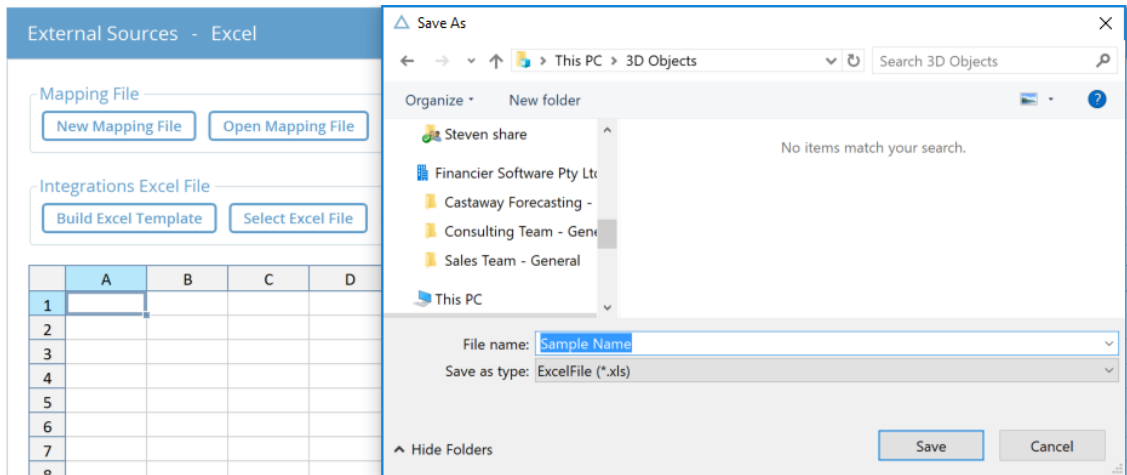 External Sources - Excel
Mapping File
New Mapping File Open Mapping File
Integrations Excel File
Build Excel Template Select Excel File
A B C D
1
2
3
4
5
6
7
Save As
This PC > 3D Objects
Search 3D Objects
Organize New folder
Steven share
Financier Software Pty Ltd
Castaway Forecasting -
Consulting Team - Gene
Sales Team - General
This PC
No items match your search.
File name: Sample Name
Save as type: ExcelFile (*.xls)
Hide Folders
Save Cancel